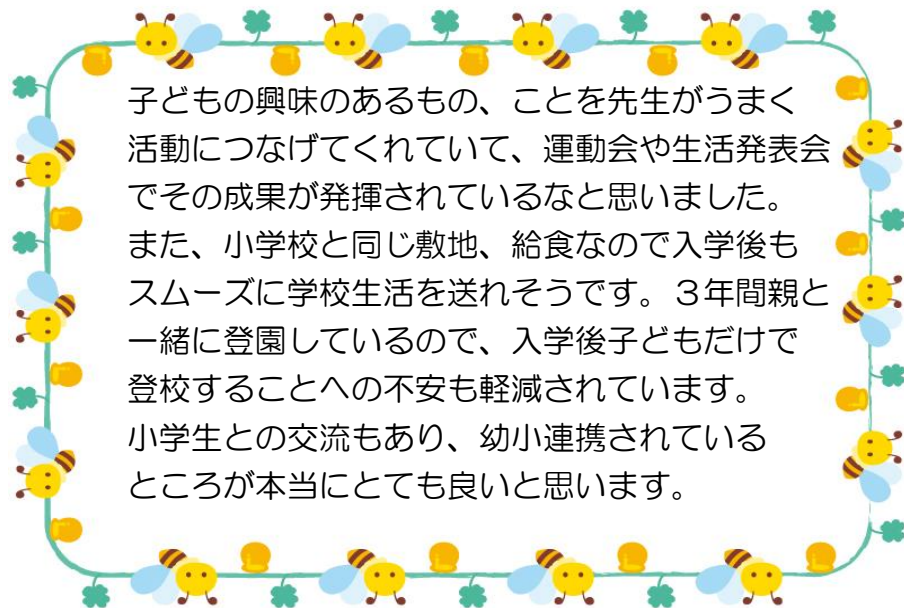 子どもの興味のあるもの、ことを先生がうまく
活動につなげてくれていて、運動会や生活発表会
でその成果が発揮されているなと思いました。
また、小学校と同じ敷地、給食なので入学後も
スムーズに学校生活を送れそうです。３年間親と
一緒に登園しているので、入学後子どもだけで
登校することへの不安も軽減されています。
小学生との交流もあり、幼小連携されている
ところが本当にとても良いと思います。